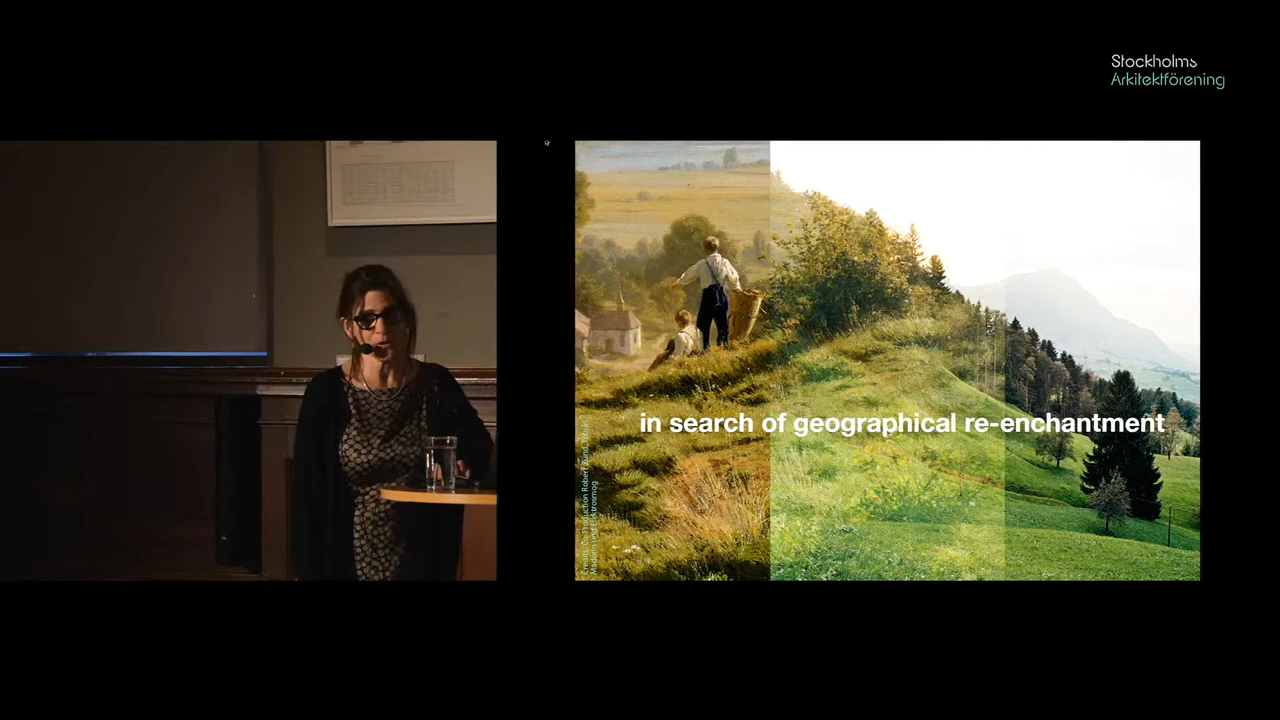 Stockholms
Arkitektförening
in search of geographical re-enchantment